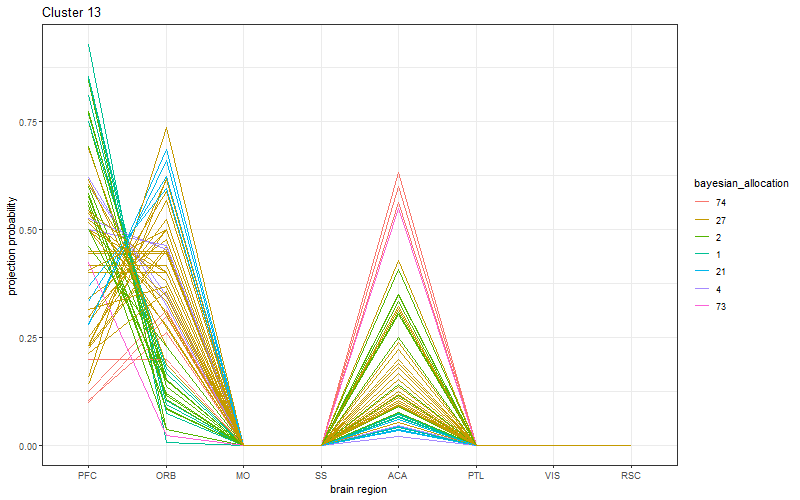 Cluster 13
projection probability
0.75
0.50
0.25
0.00
PFC ORB MO SS ACA PTL VIS RSC
brain region
bayesian_allocation
74
27
2
1
21
4
73